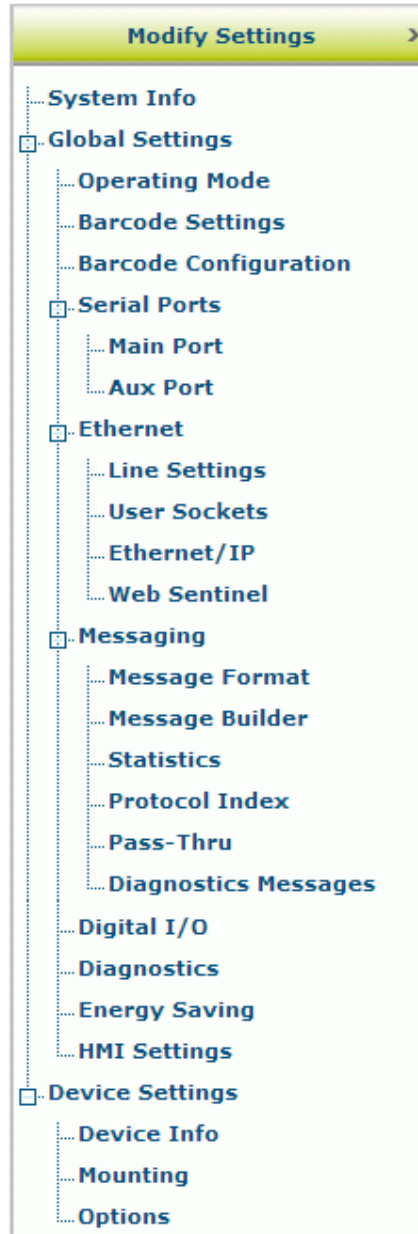 Modify Settings
System Info
Global Settings
Operating Mode
Barcode Settings
Barcode Configuration
Serial Ports
Main Port
Aux Port
Ethernet
Line Settings
User Sockets
Ethernet/IP
Web Sentinel
Messaging
Message Format
Message Builder
Statistics
Protocol Index
Pass-Thru
Diagnostics Messages
Digital I/O
Diagnostics
Energy Saving
HMI Settings
Device Settings
Device Info
Mounting
Options